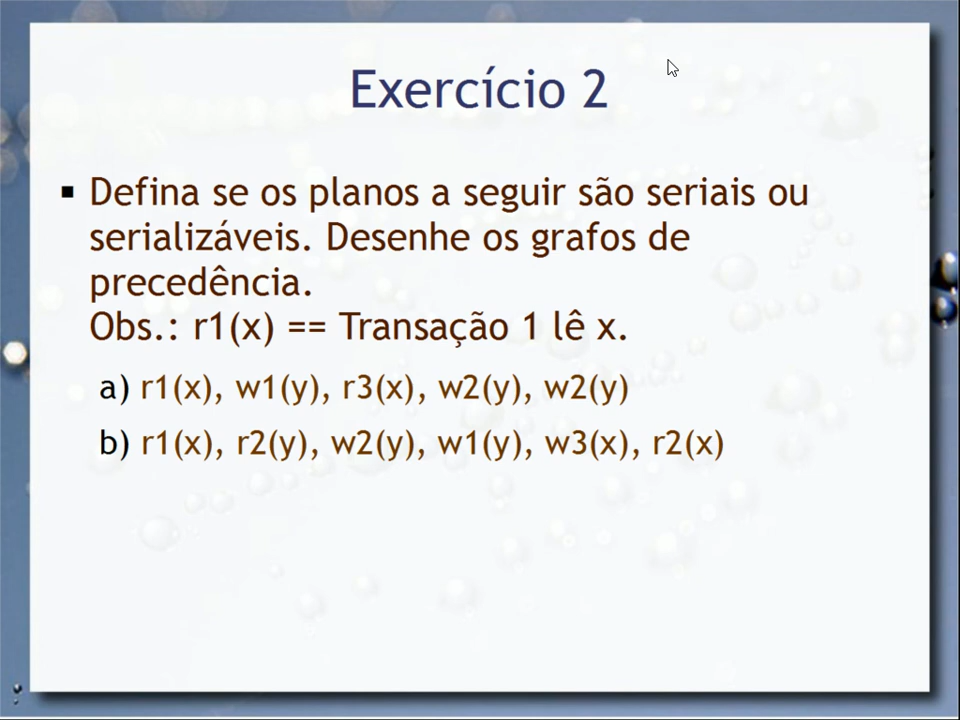 Exercício 2
▪ Defina se os planos a seguir são seriais ou
serializáveis. Desenhe os grafos de
precedência.
Obs.: r1(x) == Transação 1 lê x.
a) r1(x), w1(y), r3(x), w2(y), w2(y)
b) r1(x), r2(y), w2(y), w1(y), w3(x), r2(x)